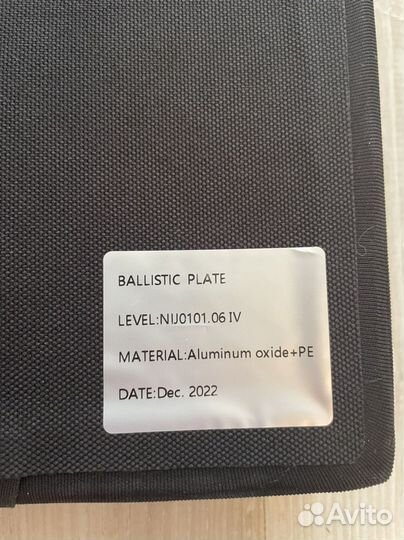 BALLISTIC PLATE
LEVEL:NIJ0101.06 IV
MATERIAL:Aluminum oxide+PE
DATE:Dec. 2022
Avito